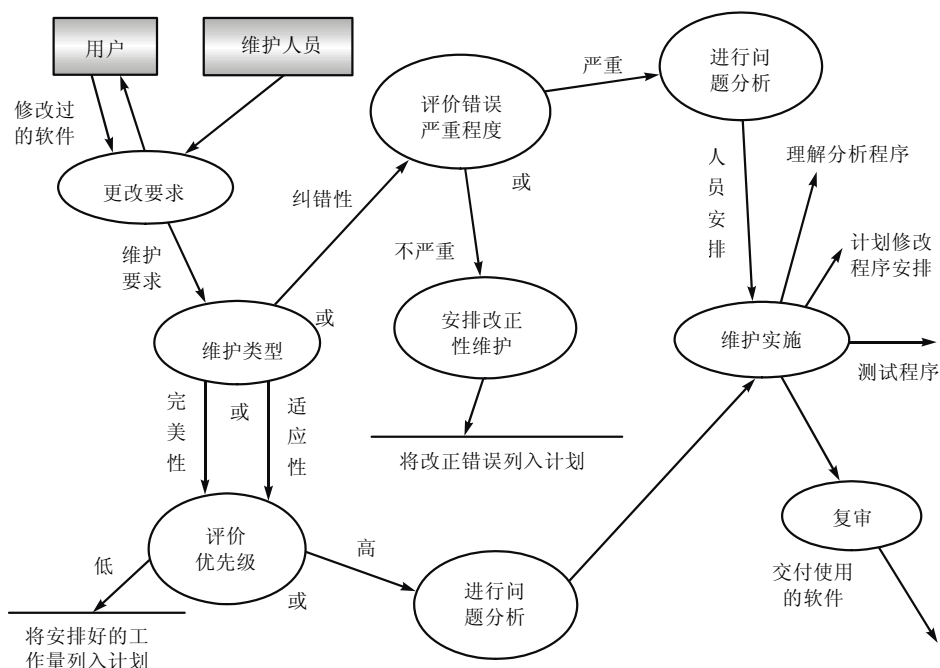 用户
维护人员
修改过
的软件
更改要求
维护
要求
纠错性
评价错误
严重程度
严重
或
进行问
题分析
人员安排
理解分析程序
计划修改
程序安排
不严重
安排改正
性维护
维护类型
或
维护实施
测试程序
完美性
或
适应性
将改正错误列入计划
评价
优先级
低
高
或
进行问
题分析
复审
交付使用
的软件
将安排好的工
作量列入计划